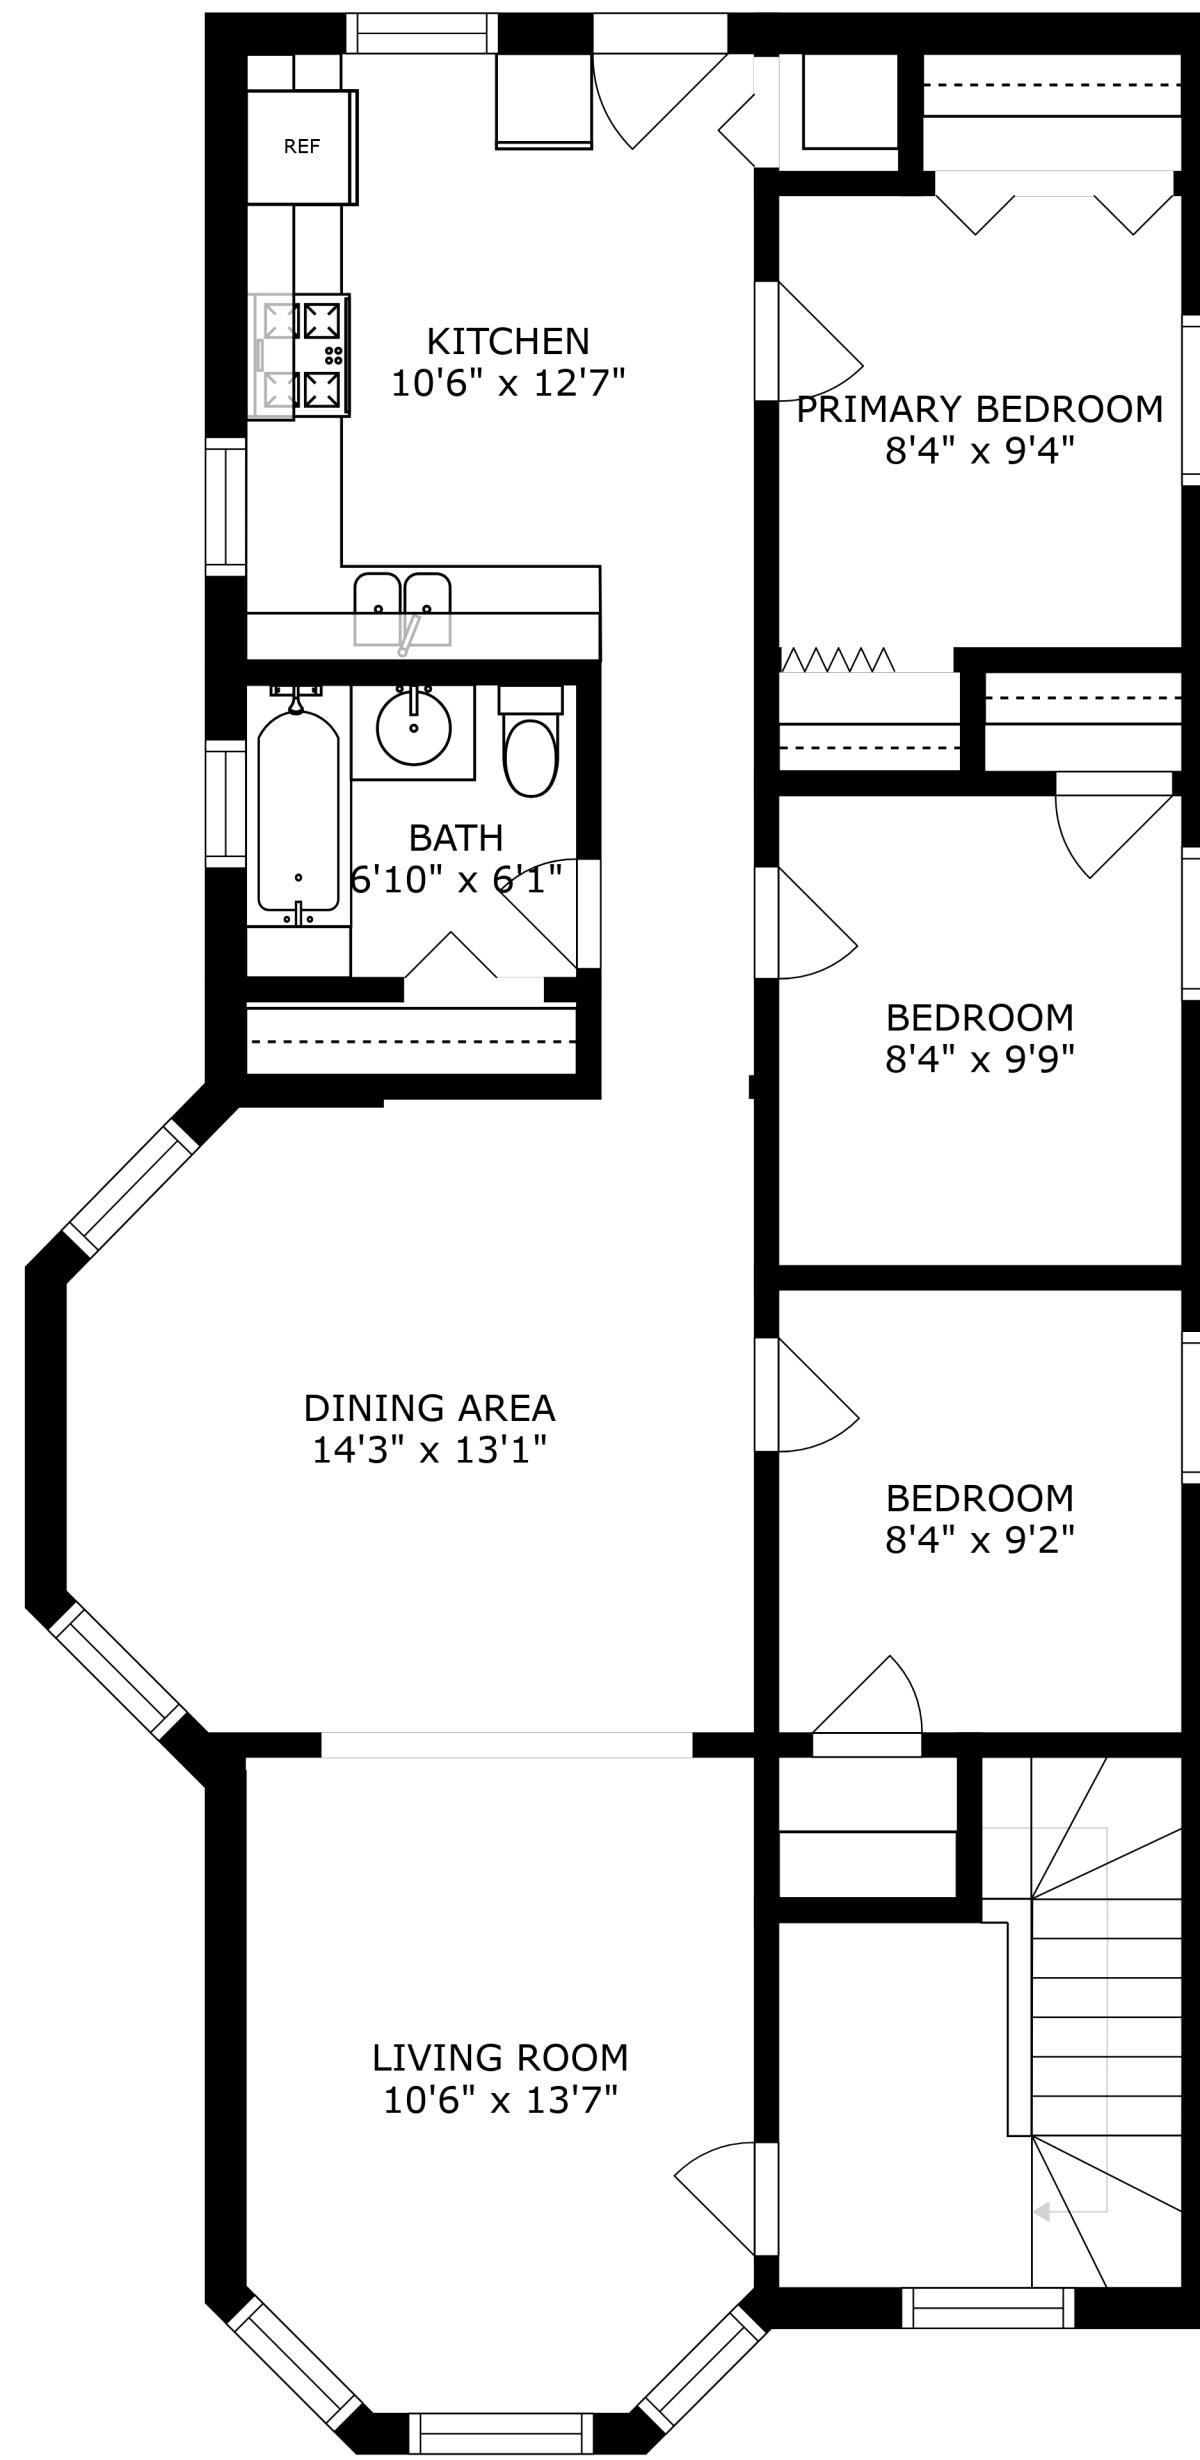 REF
KITCHEN
10'6" x 12'7"
PRIMARY BEDROOM
8'4" x 9'4"
BATH
6'10" x 6'1"
BEDROOM
8'4" x 9'9"
DINING AREA
14'3" x 13'1"
BEDROOM
8'4" x 9'2"
LIVING ROOM
10'6" x 13'7"